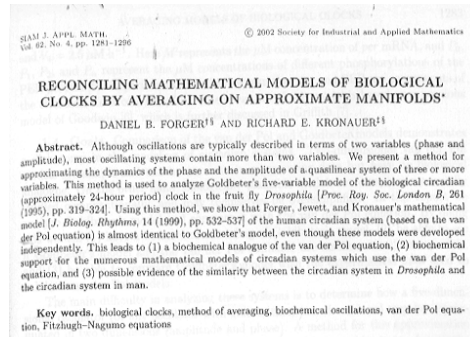 SIAM J. APPL. MATH.
Vol. 62, No. 4, pp. 1281–1296
© 2002 Society for Industrial and Applied Mathematics
RECONCILING MATHEMATICAL MODELS OF BIOLOGICAL
CLOCKS BY AVERAGING ON APPROXIMATE MANIFOLDS*
DANIEL B. FORGER†§ AND RICHARD E. KRONAUER‡§
Abstract. Although oscillations are typically described in terms of two variables (phase and
amplitude), most oscillating systems contain more than two variables. We present a method for
approximating the dynamics of the phase and the amplitude of a quasilinear system of three or more
variables. This method is used to analyze Goldbeter's five-variable model of the biological circadian
(approximately 24-hour period) clock in the fruit fly Drosophila [Proc. Roy. Soc. London B, 261
(1995), pp. 319–324]. Using this method, we show that Forger, Jewett, and Kronauer's mathematical
model [J. Biolog. Rhythms, 14 (1999), pp. 532–537] of the human circadian system (based on the van
der Pol equation) is almost identical to Goldbeter's model, even though these models were developed
independently. This leads to (1) a biochemical analogue of the van der Pol equation, (2) biochemical
support for the numerous mathematical models of circadian systems which use the van der Pol
equation, and (3) possible evidence of the similarity between the circadian system in Drosophila and
the circadian system in man.
Key words. biological clocks, method of averaging, biochemical oscillations, van der Pol equa-
tion, Fitzhugh–Nagumo equations